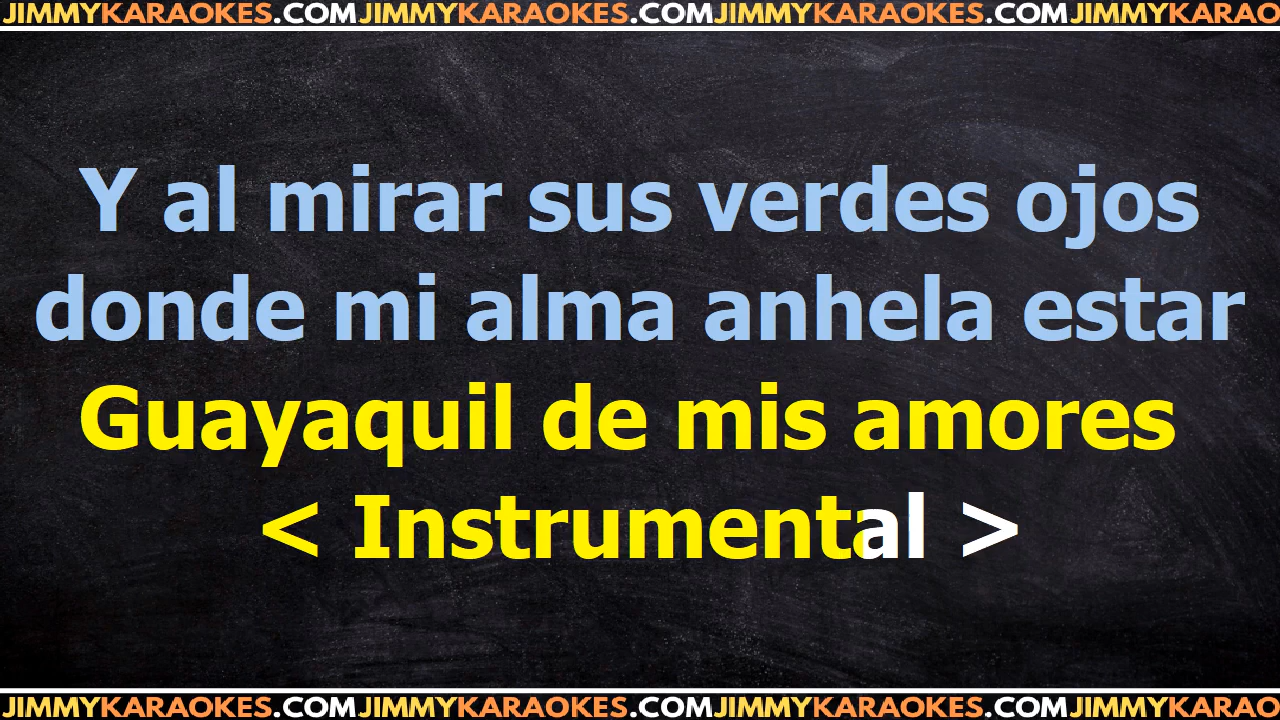 JIMMYKARAOKES.COMJIMMYKARAOKES.COMJIMMYKARAOKES.COMJIMMYKARAO
Y al mirar sus verdes ojos
donde mi alma anhela estar
Guayaquil de mis amores
< Instrumental >
JIMMYKARAOKES.COMJIMMYKARAOKES.COMJIMMYKARAOKES.COMJIMMYKARAO